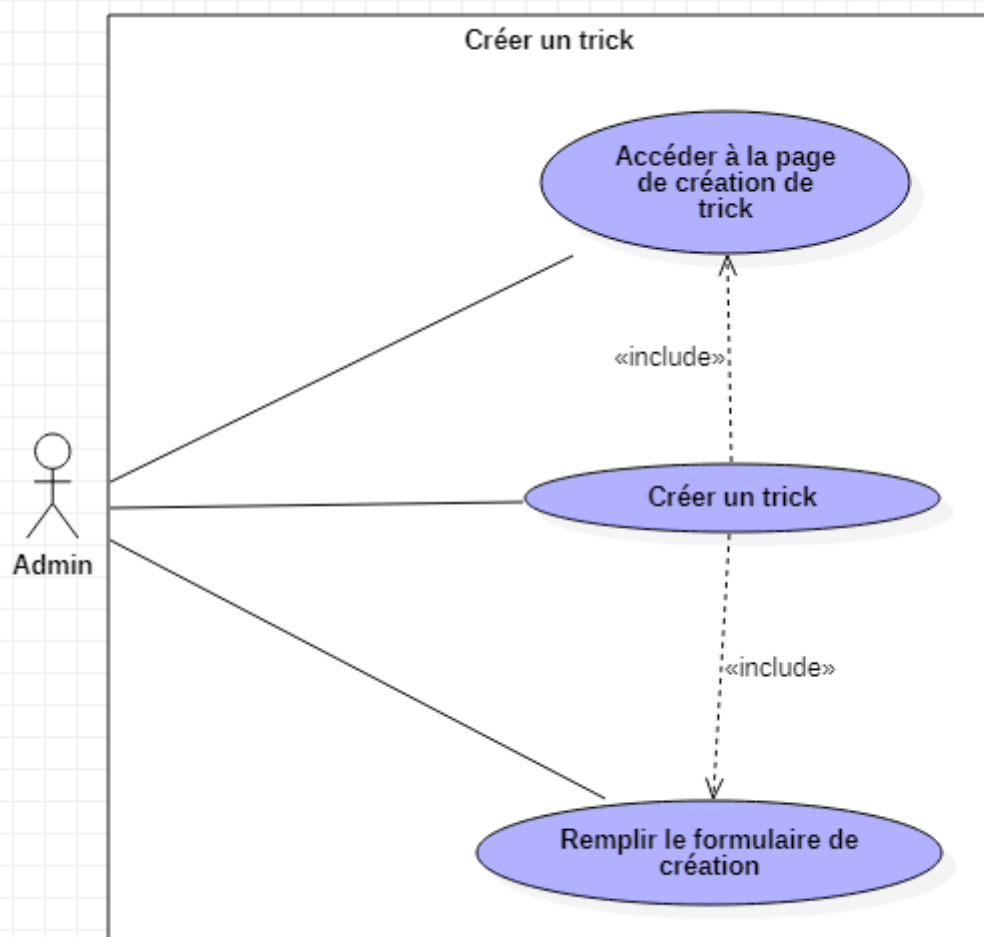 Créer un trick
Accéder à la page
de création de
trick
«include»
Créer un trick
Admin
«include»
Remplir le formulaire de
création